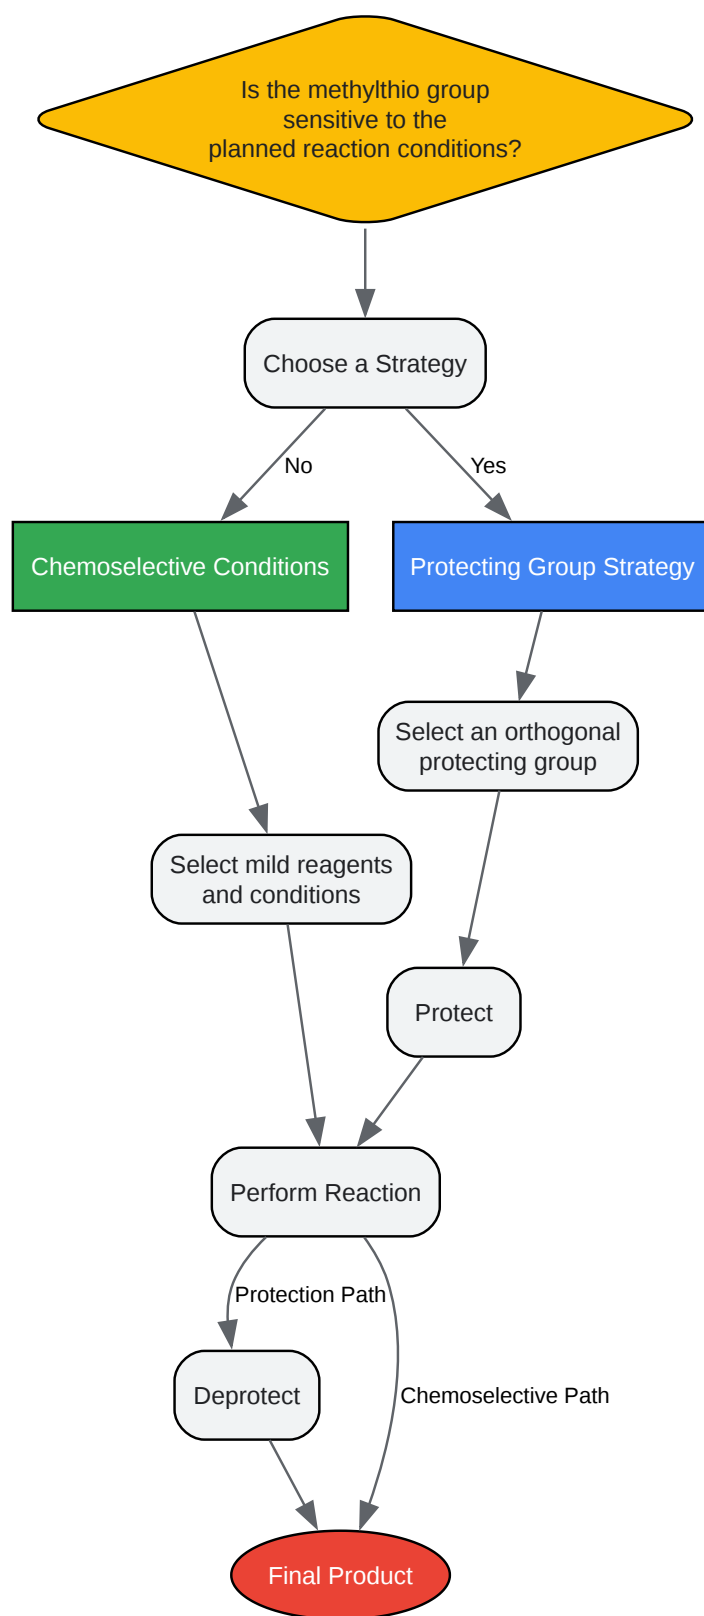 Is the methylthio group
sensitive to the
planned reaction conditions?
Choose a Strategy
No
Yes
Chemoselective Conditions
Protecting Group Strategy
Select an orthogonal
protecting group
Select mild reagents
and conditions
Protect
Perform Reaction
Protection Path
Deprotect
Chemoselective Path
Final Product